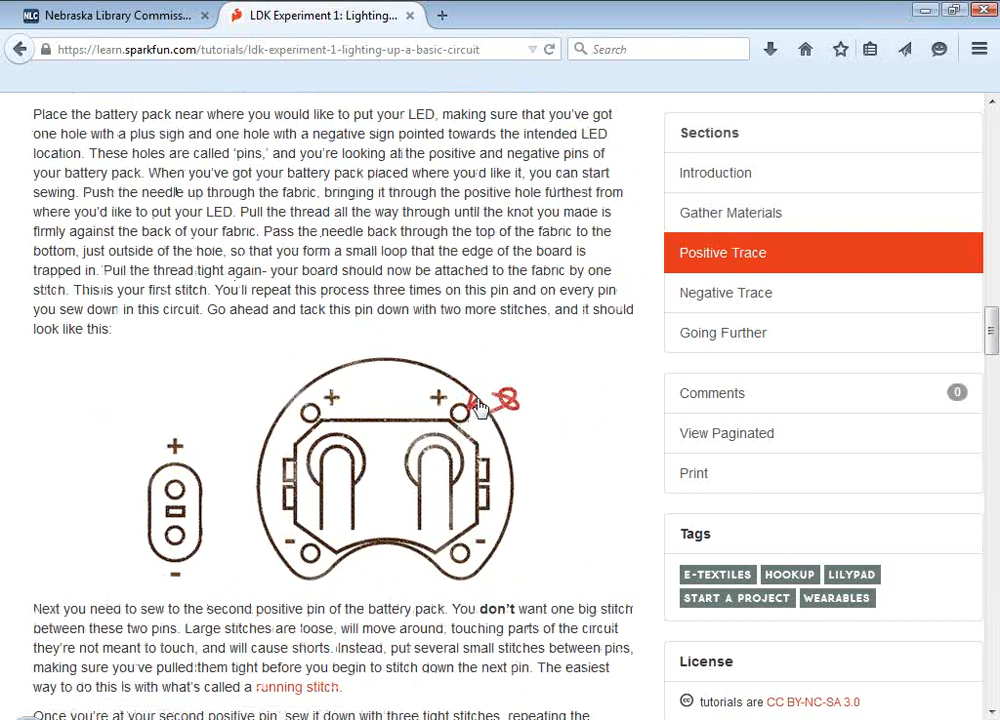 NLC Nebraska Library Commiss... ×
LDK Experiment 1: Lighting... ×
https://learn.sparkfun.com/tutorials/ldk-experiment-1-lighting-up-a-basic-circuit
Search
Place the battery pack near where you would like to put your LED, making sure that you've got
one hole with a plus sign and one hole with a negative sign pointed towards the intended LED
location. These holes are called 'pins,' and you're looking at the positive and negative pins of
your battery pack. When you've got your battery pack placed where you'd like it, you can start
sewing. Push the needle up through the fabric, bringing it through the positive hole furthest from
where you'd like to put your LED. Pull the thread all the way through until the knot you made is
firmly against the back of your fabric. Pass the needle back through the top of the fabric to the
bottom, just outside of the hole, so that you form a small loop that the edge of the board is
trapped in. Pull the thread tight again- your board should now be attached to the fabric by one
stitch. This is your first stitch. You'll repeat this process three times on this pin and on every pin
you sew down in this circuit. Go ahead and tack this pin down with two more stitches, and it should
look like this:
+ +
+
- -
-
Next you need to sew to the second positive pin of the battery pack. You don't want one big stitch
between these two pins. Large stitches are loose, will move around, touching parts of the circuit
they're not meant to touch, and will cause shorts. Instead, put several small stitches between pins,
making sure you've pulled them tight before you begin to stitch down the next pin. The easiest
way to do this is with what's called a running stitch.
Once you're at your second positive pin, sew it down with three tight stitches, repeating the
Sections
Introduction
Gather Materials
Positive Trace
Negative Trace
Going Further
Comments 0
View Paginated
Print
Tags
E-TEXTILES HOOKUP LILYPAD
START A PROJECT WEARABLES
License
tutorials are CC BY-NC-SA 3.0